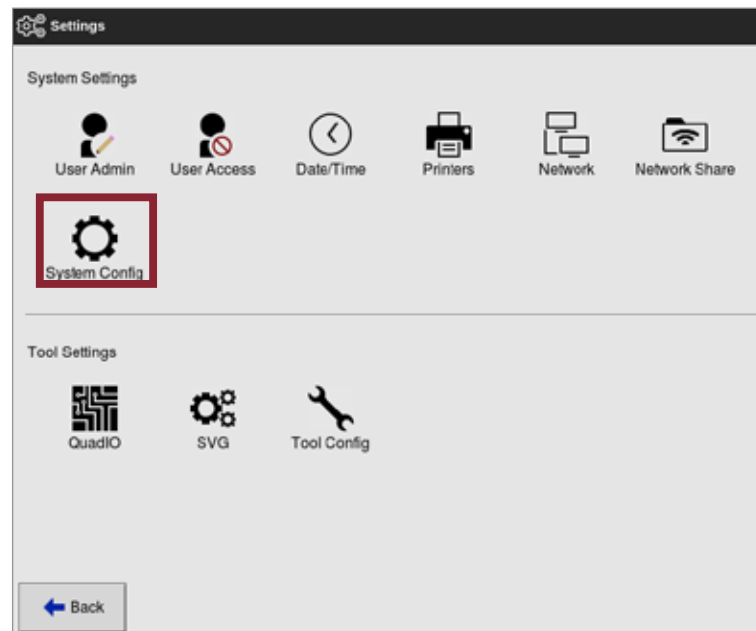 Settings
System Settings
User Admin
User Access
Date/Time
Printers
Network
Network Share
System Config
Tool Settings
QuadIO
SVG
Tool Config
Back